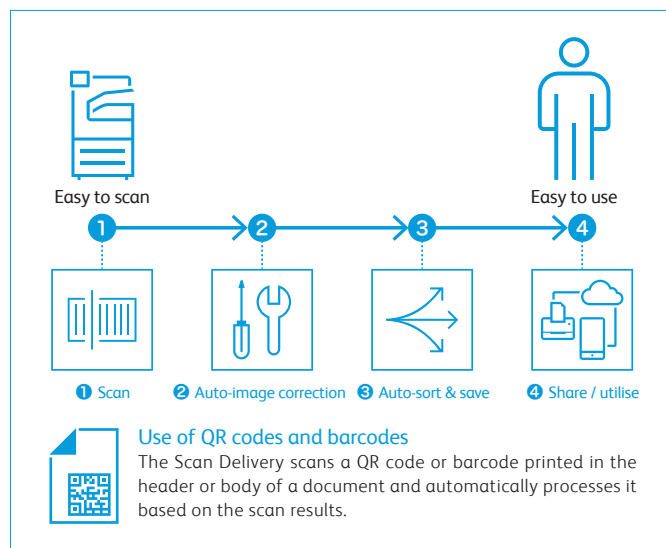 Easy to scan
Easy to use
1 2 3 4
❶ Scan
❷ Auto-image correction
❸ Auto-sort & save
❹ Share / utilise
Use of QR codes and barcodes
The Scan Delivery scans a QR code or barcode printed in the
header or body of a document and automatically processes it
based on the scan results.